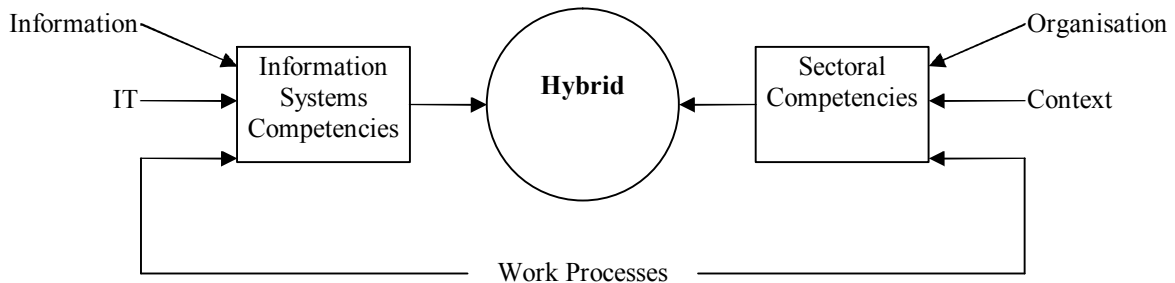 Information
IT
Information
Systems
Competencies
Hybrid
Sectoral
Competencies
Organisation
Context
Work Processes